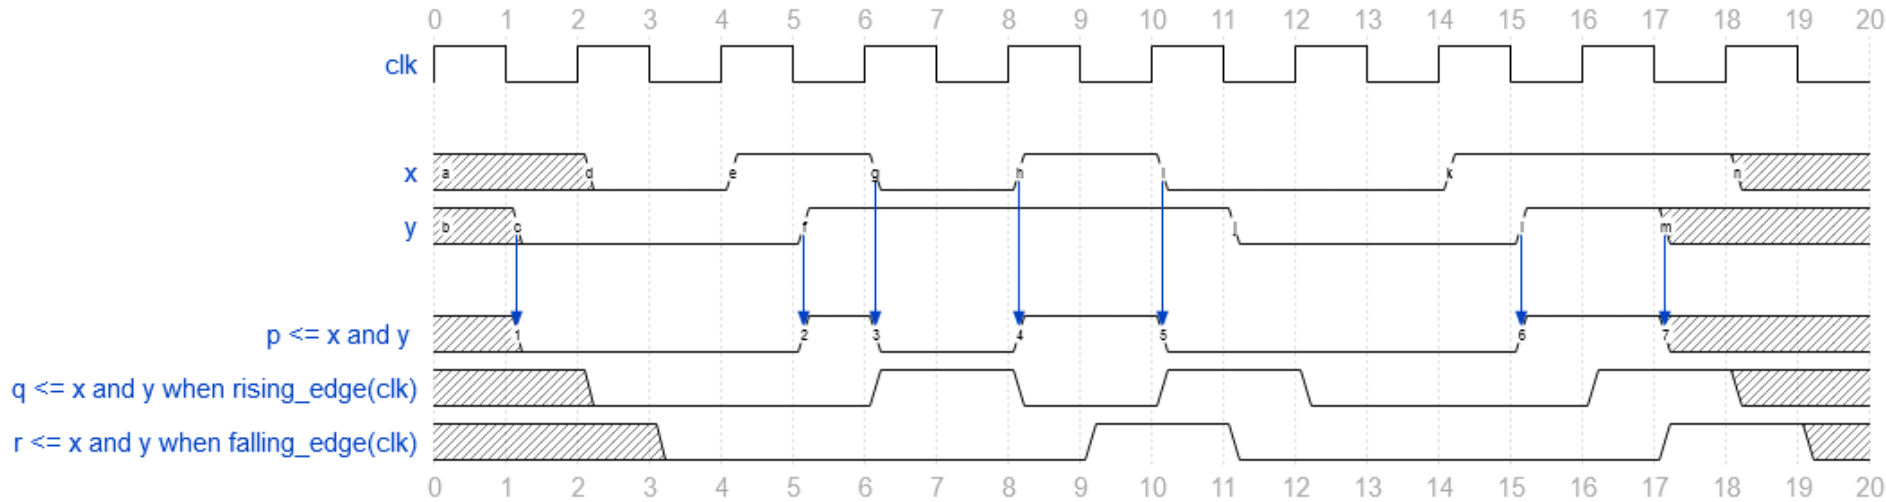 0 1 2 3 4 5 6 7 8 9 10 11 12 13 14 15 16 17 18 19 20
clk
x a d e g h i k n
y b c f j l m
p <= x and y 1 2 3 4 5 6 7
q <= x and y when rising_edge(clk)
r <= x and y when falling_edge(clk)
0 1 2 3 4 5 6 7 8 9 10 11 12 13 14 15 16 17 18 19 20